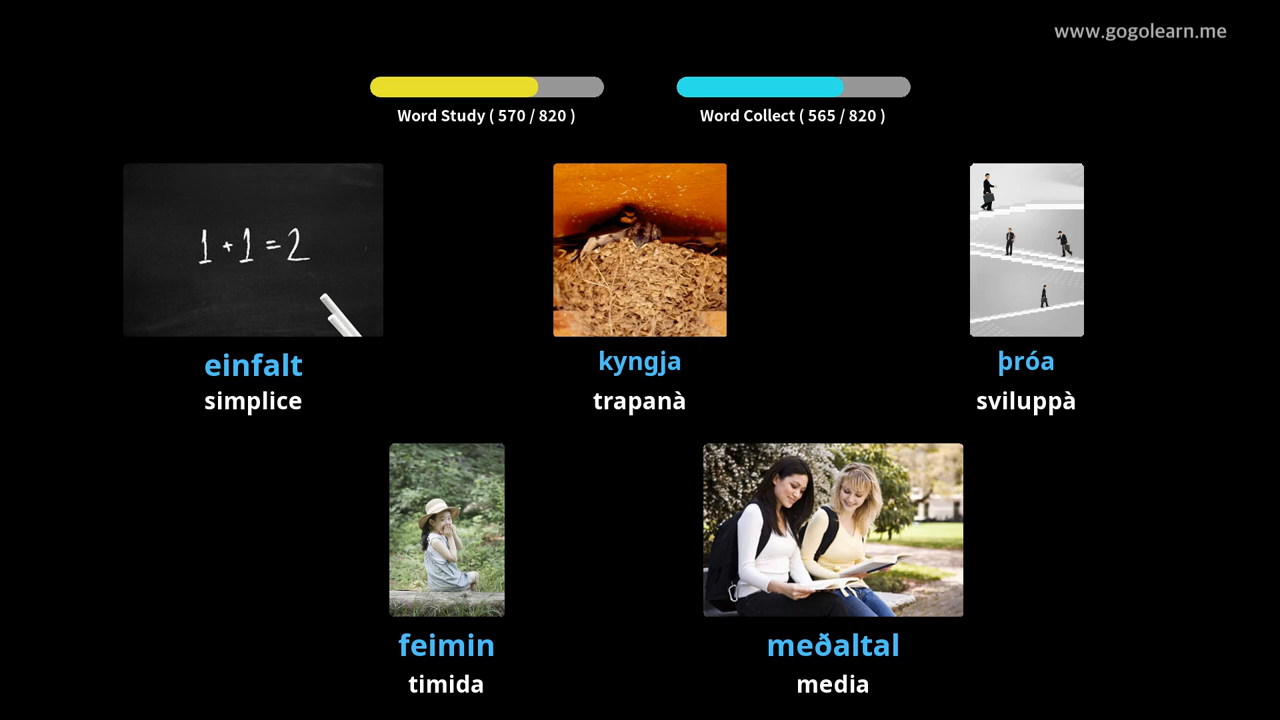 www.gogolearn.me
Word Study ( 570 / 820 )
Word Collect ( 565 / 820 )
1 + 1 = 2
einfalt
simplice
kyngja
trapanà
þróa
sviluppà
feimin
timida
meðaltal
media